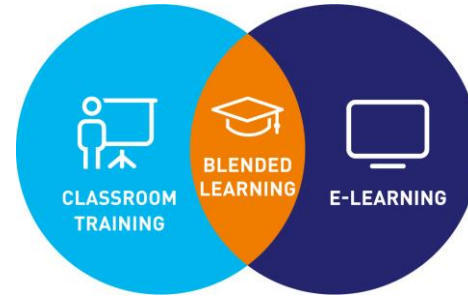 CLASSROOM
TRAINING
BLENDED
LEARNING
E-LEARNING